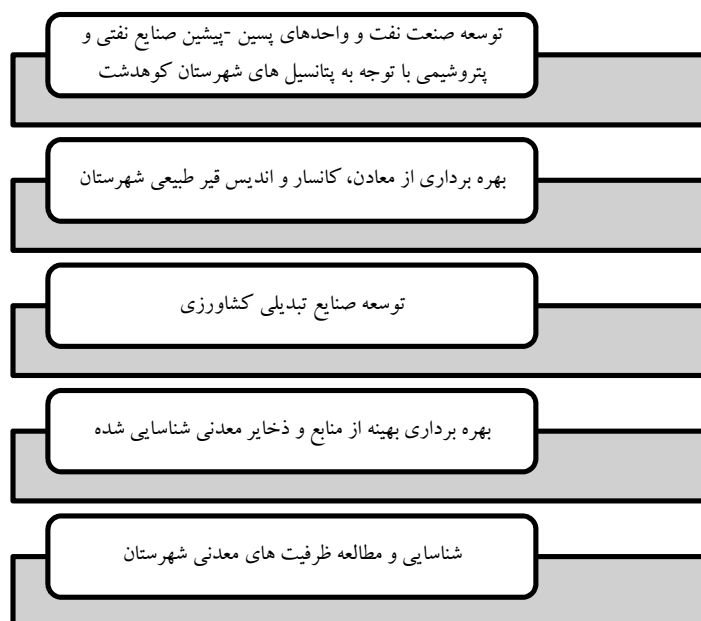 توسعه صنعت نفت و واحدهای پسین -پیشین صنایع نفتی و
پتروشیمی با توجه به پتانسیل های شهرستان کوهدشت
بهره برداری از معادن، کانسار و اندیس قیر طبیعی شهرستان
توسعه صنایع تبدیلی کشاورزی
بهره برداری بهینه از منابع و ذخایر معدنی شناسایی شده
شناسایی و مطالعه ظرفیت های معدنی شهرستان